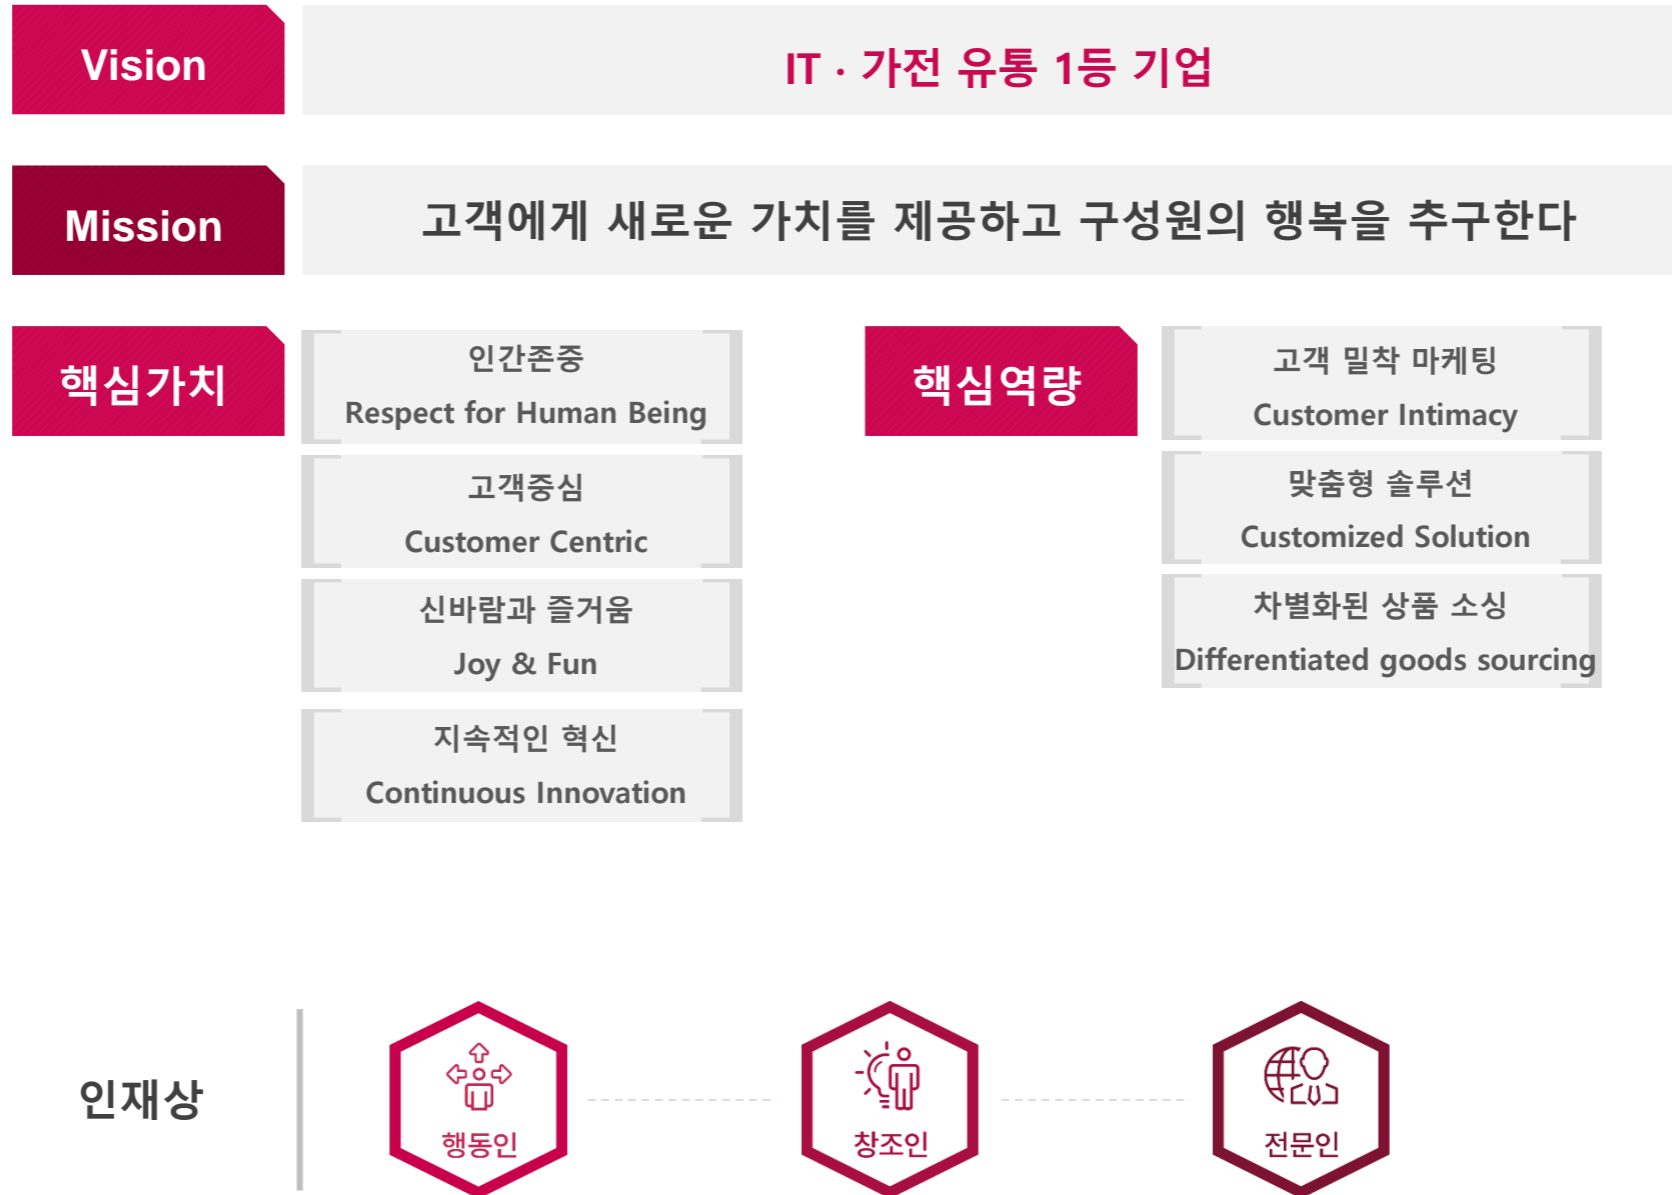 Vision
IT · 가전 유통 1등 기업
Mission
고객에게 새로운 가치를 제공하고 구성원의 행복을 추구한다
핵심가치
인간존중
Respect for Human Being
고객중심
Customer Centric
신바람과 즐거움
Joy & Fun
지속적인 혁신
Continuous Innovation
핵심역량
고객 밀착 마케팅
Customer Intimacy
맞춤형 솔루션
Customized Solution
차별화된 상품 소싱
Differentiated goods sourcing
인재상
행동인
창조인
전문인